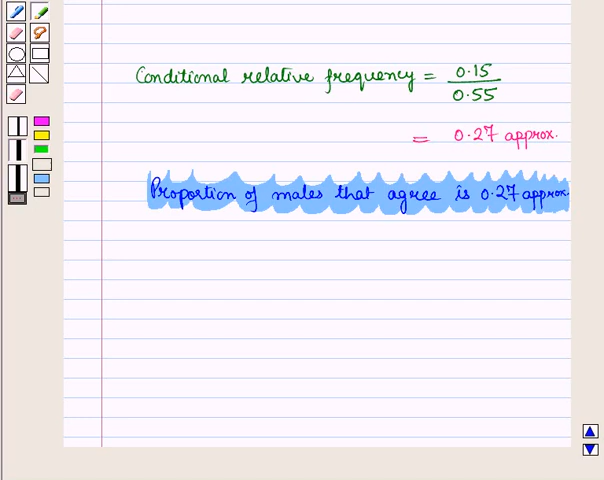 Conditional relative frequency = 0.15/0.55
= 0.27 approx.
Proportion of males that agree is 0.27 approx.